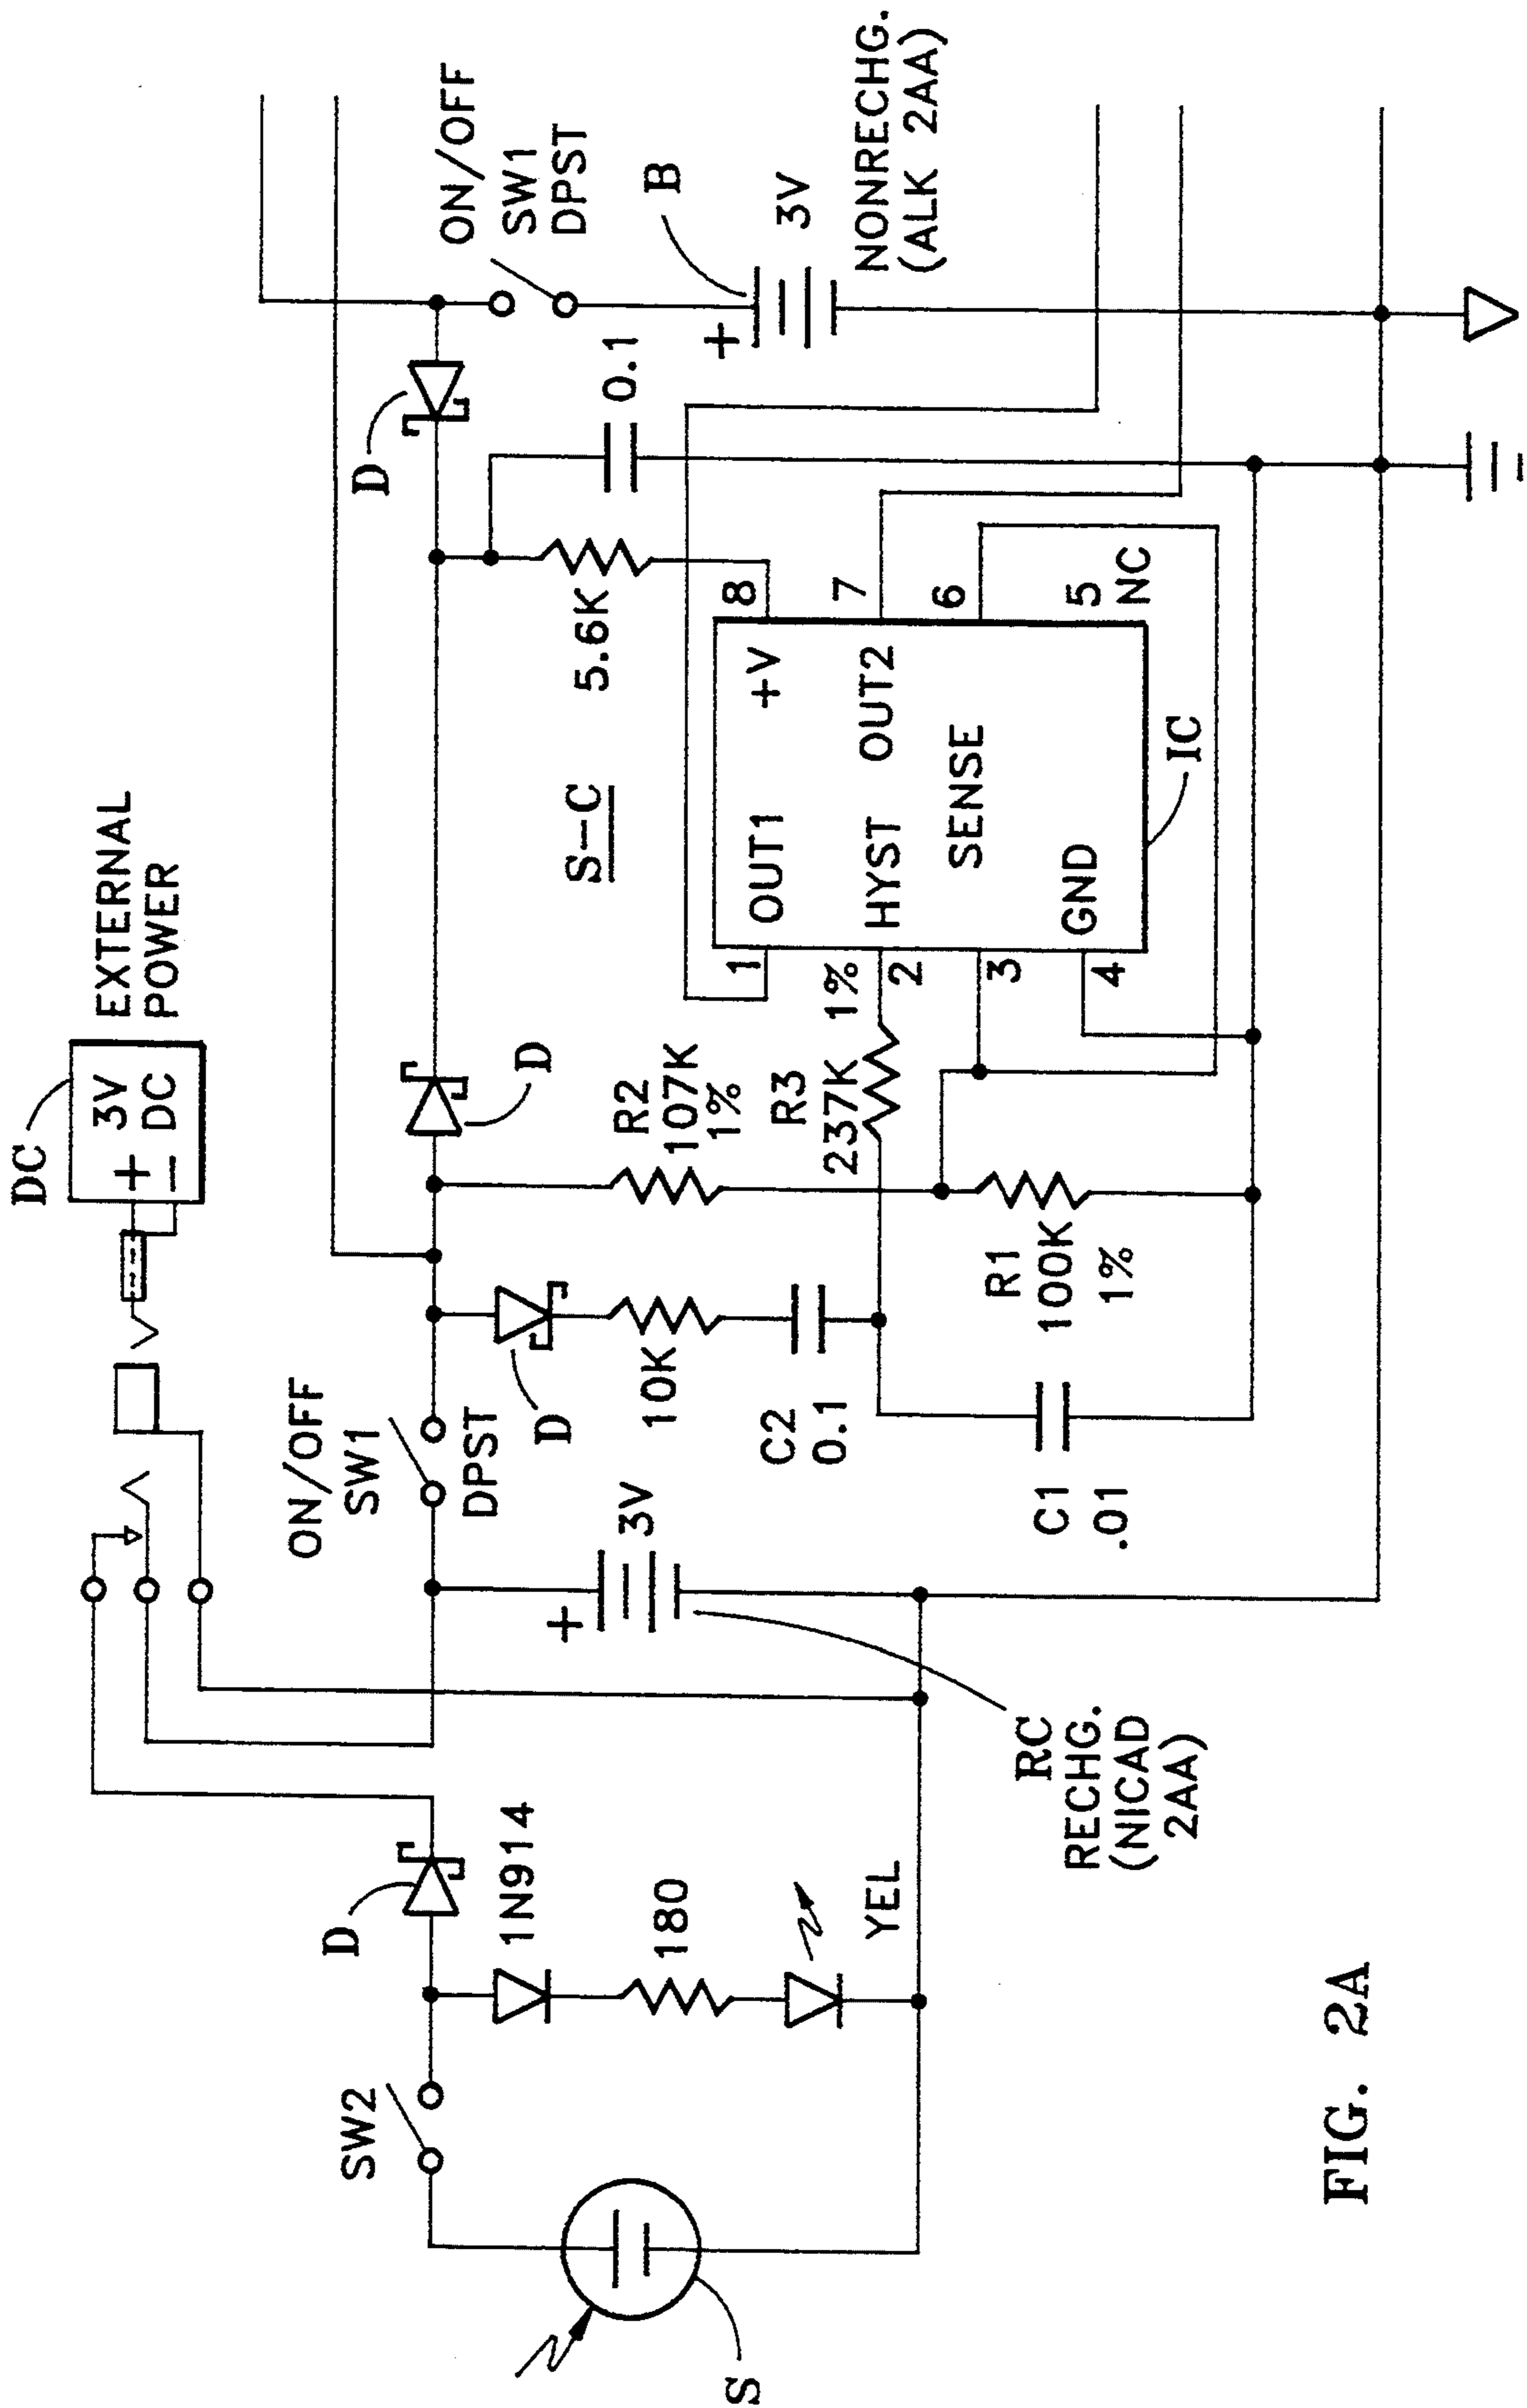 DC
3V
DC
+
−
EXTERNAL
POWER
ON/OFF
SW1
DPST
D
D
D
D
ON/OFF
SW1
DPST
SW2
1N914
180
YEL
S
+
3V
RC
RECHG.
(NICAD
2AA)
10K
C2
0.1
C1
.01
R2
107K
1%
R3
237K
1%
R1
100K
1%
S-C
5.6K
0.1
OUT1
+V
HYST
OUT2
SENSE
GND
1
2
3
4
8
7
6
5
NC
IC
B
+
3V
NONRECHG.
(ALK 2AA)
FIG. 2A